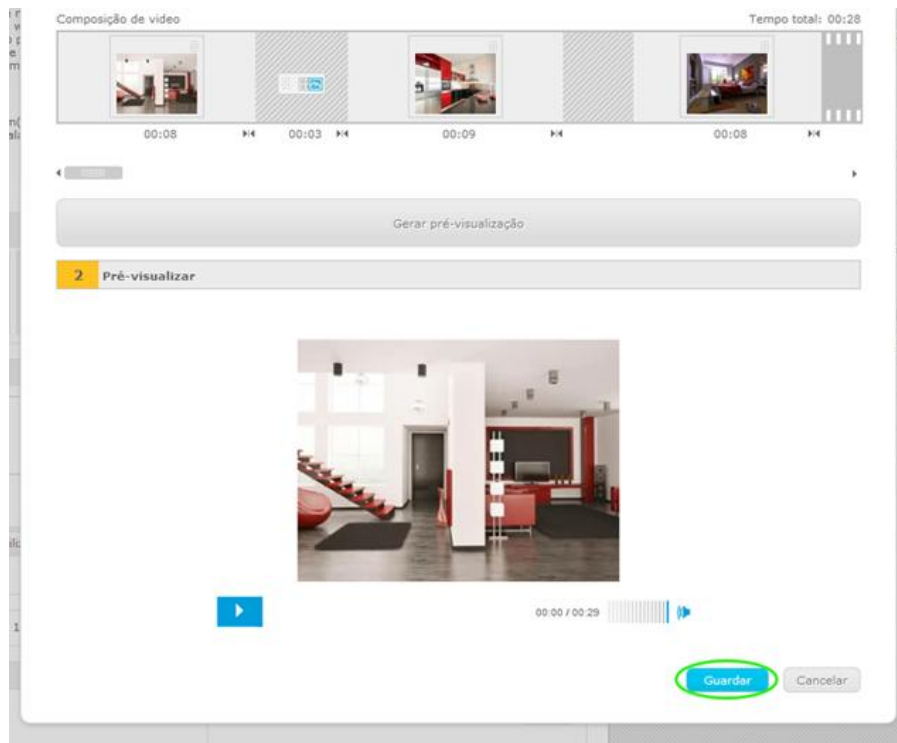 Composição de video Tempo total: 00:28
00:08 00:03 00:09 00:08
Gerar pré-visualização
2 Pré-visualizar
00:00 / 00:29
Guardar Cancelar